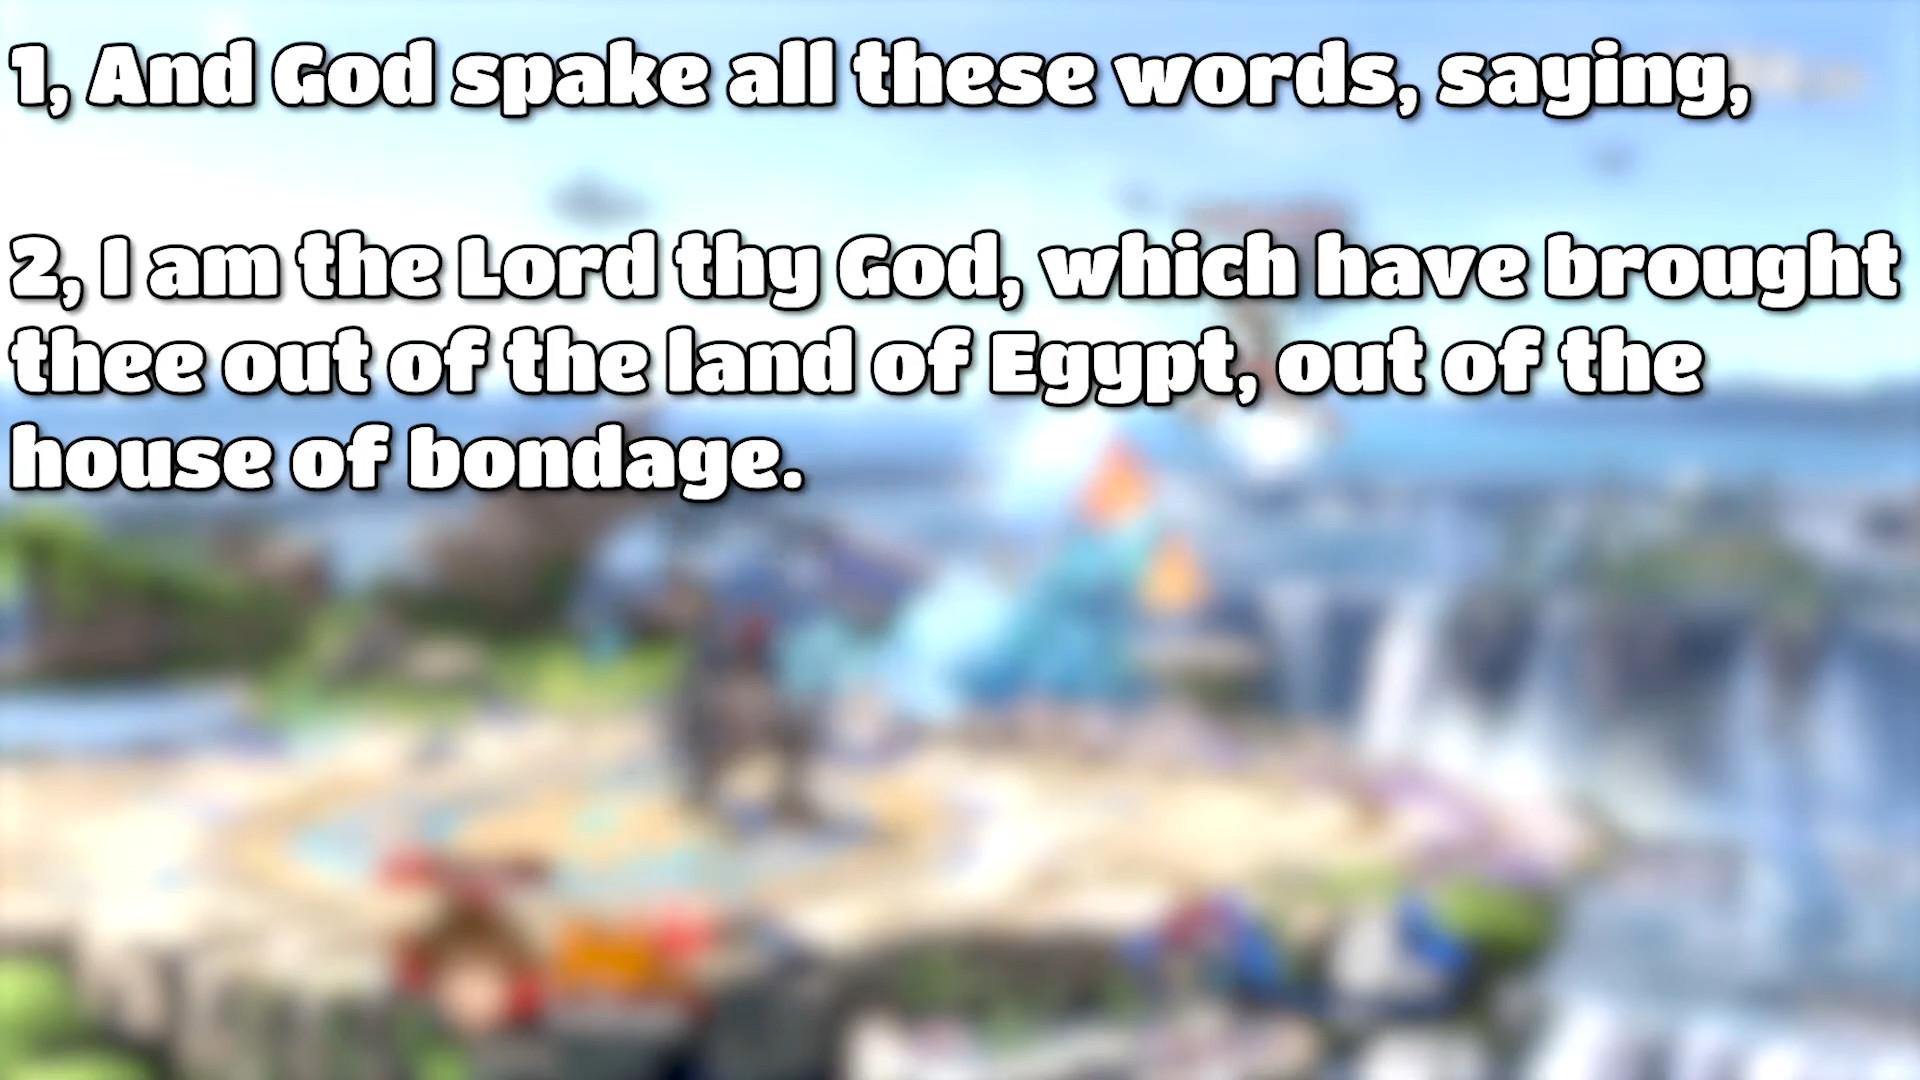 1, And God spake all these words, saying,
2, I am the Lord thy God, which have brought
thee out of the land of Egypt, out of the
house of bondage.